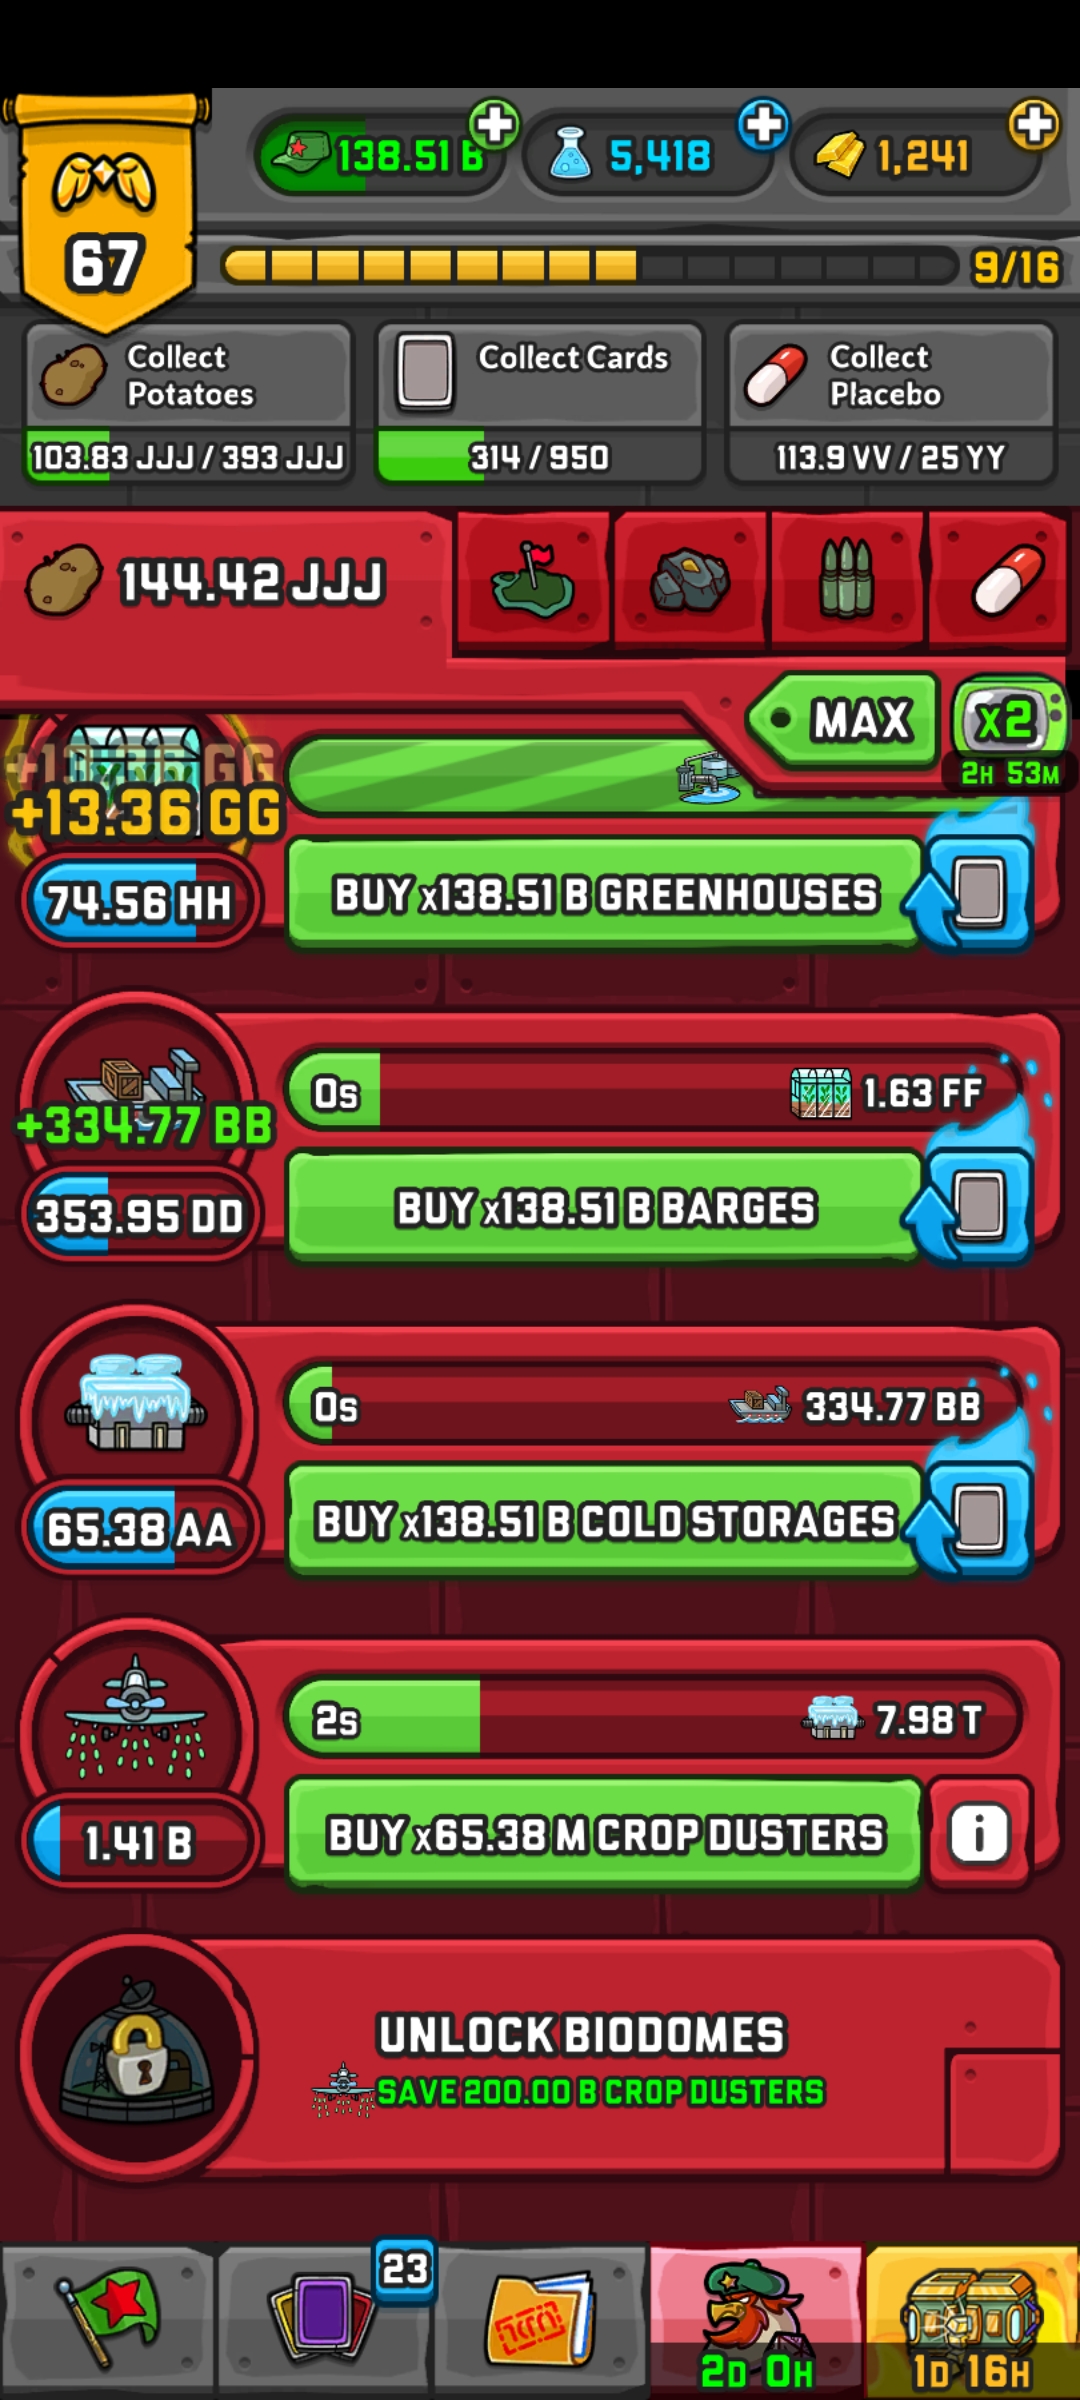 138.51 B
5,418
1,241
67
9/16
Collect
Potatoes
103.83 JJJ / 393 JJJ
Collect Cards
314 / 950
Collect
Placebo
113.9 VV / 25 YY
144.42 JJJ
MAX
x2
2H 53M
+13.36 GG
74.56 HH
BUY x138.51 B GREENHOUSES
+334.77 BB
353.95 DD
0s
1.63 FF
BUY x138.51 B BARGES
0s
334.77 BB
65.38 AA
BUY x138.51 B COLD STORAGES
2s
7.98 T
1.41 B
BUY x65.38 M CROP DUSTERS
i
UNLOCK BIODOMES
SAVE 200.00 B CROP DUSTERS
23
2D 0H
1D 16H